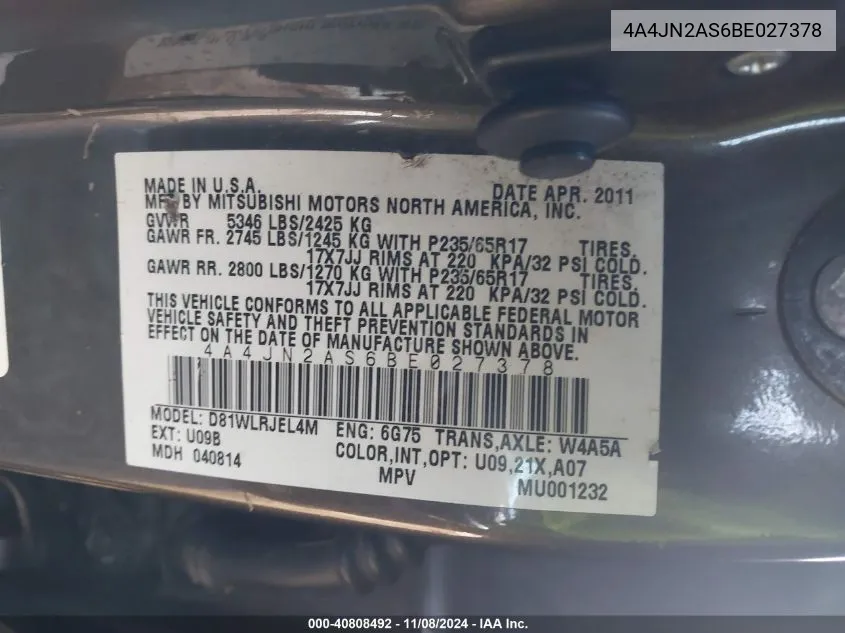 4A4JN2AS6BE027378
MADE IN U.S.A. DATE APR. 2011
MFD BY MITSUBISHI MOTORS NORTH AMERICA, INC.
GVWR 5346 LBS/2425 KG
GAWR FR. 2745 LBS/1245 KG WITH P235/65R17 TIRES,
17X7JJ RIMS AT 220 KPA/32 PSI COLD.
GAWR RR. 2800 LBS/1270 KG WITH P235/65R17 TIRES,
17X7JJ RIMS AT 220 KPA/32 PSI COLD.
THIS VEHICLE CONFORMS TO ALL APPLICABLE FEDERAL MOTOR
VEHICLE SAFETY AND THEFT PREVENTION STANDARDS IN
EFFECT ON THE DATE OF MANUFACTURE SHOWN ABOVE.
4A4JN2AS6BE027378
MODEL: D81WLRJEL4M ENG: 6G75 TRANS,AXLE: W4A5A
EXT: U09B COLOR,INT,OPT: U09,21X,A07
MDH 040814 MPV MU001232
000-40808492 - 11/08/2024 - IAA Inc.